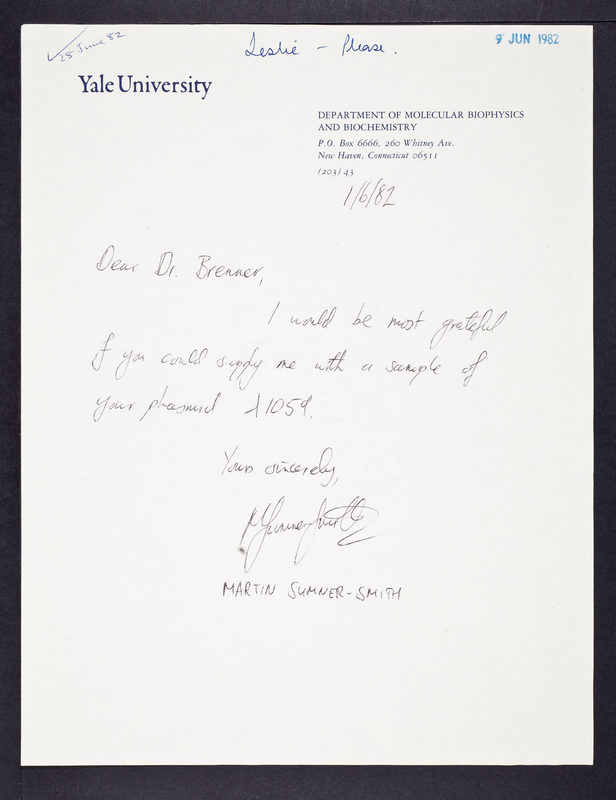 28 June 82
Leslie - Please.
9 JUN 1982
Yale University
DEPARTMENT OF MOLECULAR BIOPHYSICS
AND BIOCHEMISTRY
P.O. Box 6666, 260 Whitney Ave.
New Haven, Connecticut 06511
(203) 43
1/6/82
Dear Dr. Brenner,
I would be most grateful
if you could supply me with a sample of
your phasmid λ1059.
Yours sincerely,
MARTIN SUMNER-SMITH